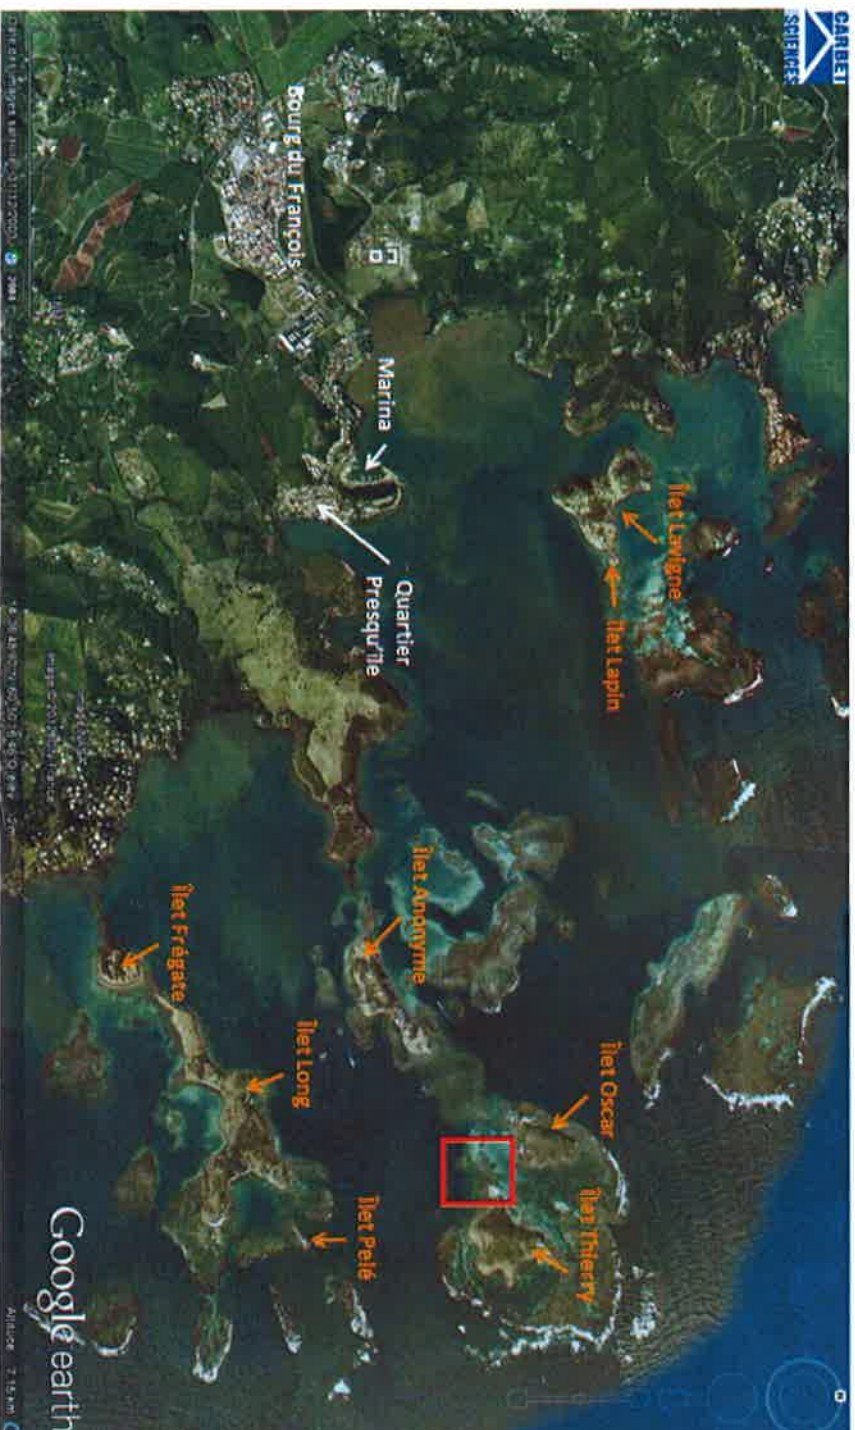 CARBET
SCIENCES
Îlet Lavigne
Îlet Lapin
Bourg du François
Marina
Quartier
Presqu'île
Îlet Oscar
Îlet Thierry
Îlet Anonyme
Îlet Frégate
Îlet Long
Îlet Pelé
Google earth